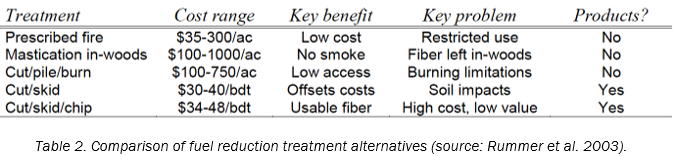 Treatment Cost range Key benefit Key problem Products?
Prescribed fire $35-300/ac Low cost Restricted use No
Mastication in-woods $100-1000/ac No smoke Fiber left in-woods No
Cut/pile/burn $100-750/ac Low access Burning limitations No
Cut/skid $30-40/bdt Offsets costs Soil impacts Yes
Cut/skid/chip $34-48/bdt Usable fiber High cost, low value Yes
Table 2. Comparison of fuel reduction treatment alternatives (source: Rummer et al. 2003).